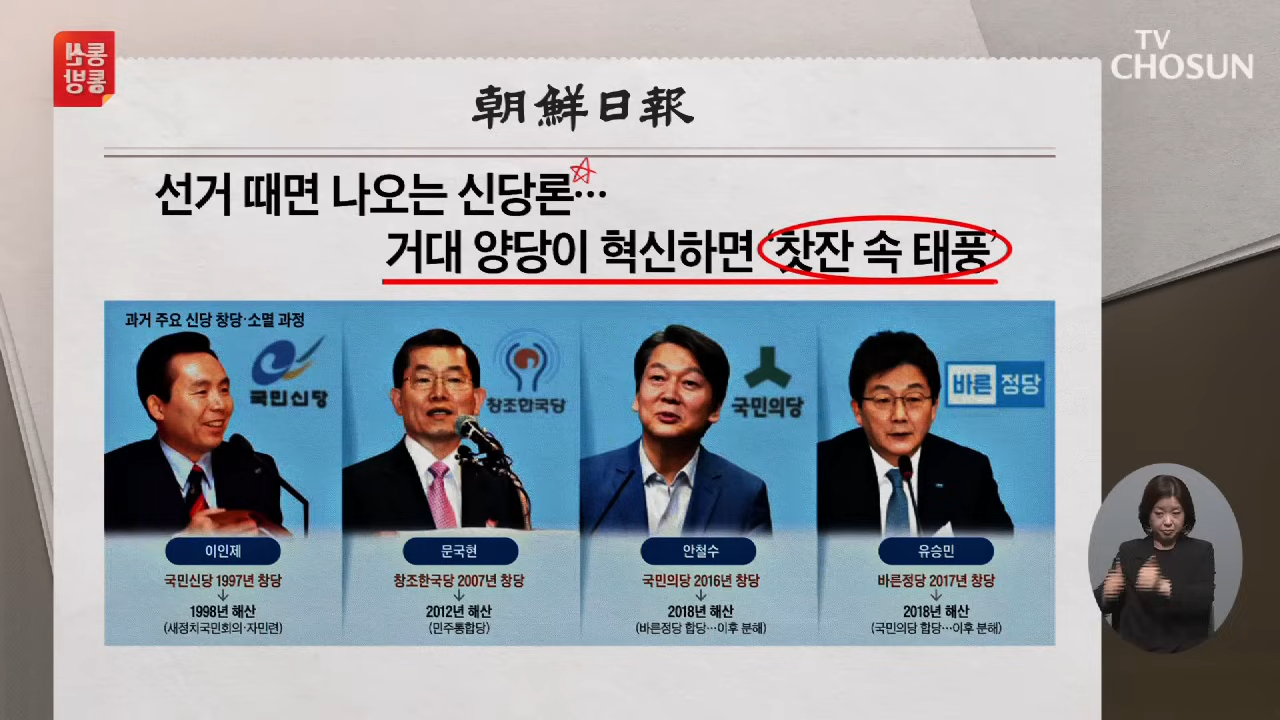 신통
방통
TV
CHOSUN
朝鮮日報
선거 때면 나오는 신당론…
거대 양당이 혁신하면 ‘찻잔 속 태풍’
과거 주요 신당 창당·소멸 과정
국민신당
창조한국당
국민의당
바른정당
이인제
문국현
안철수
유승민
국민신당 1997년 창당
창조한국당 2007년 창당
국민의당 2016년 창당
바른정당 2017년 창당
↓
↓
↓
↓
1998년 해산
2012년 해산
2018년 해산
2018년 해산
(새정치국민회의·자민련)
(민주통합당)
(바른정당 합당…이후 분해)
(국민의당 합당…이후 분해)